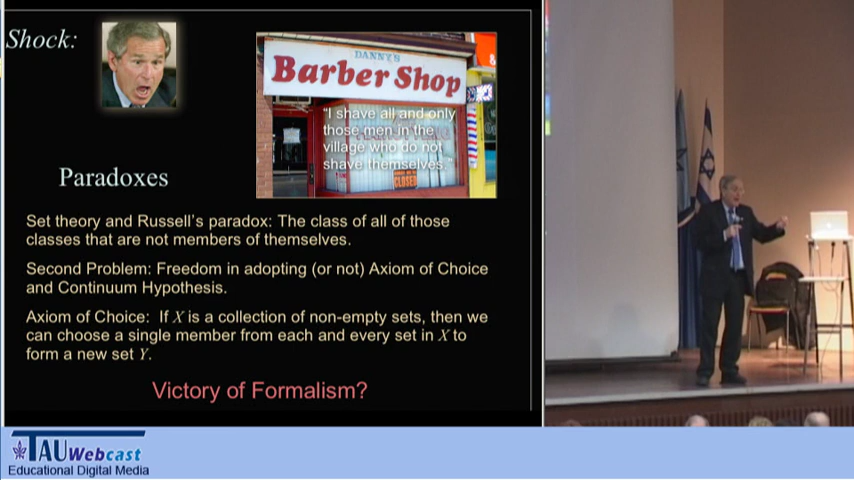 Shock:
DANNY'S
Barber Shop
"I shave all and only
those men in the
village who do not
shave themselves."
CLOSED
Paradoxes
Set theory and Russell's paradox: The class of all of those
classes that are not members of themselves.
Second Problem: Freedom in adopting (or not) Axiom of Choice
and Continuum Hypothesis.
Axiom of Choice: If X is a collection of non-empty sets, then we
can choose a single member from each and every set in X to
form a new set Y.
Victory of Formalism?
TAU Webcast
Educational Digital Media